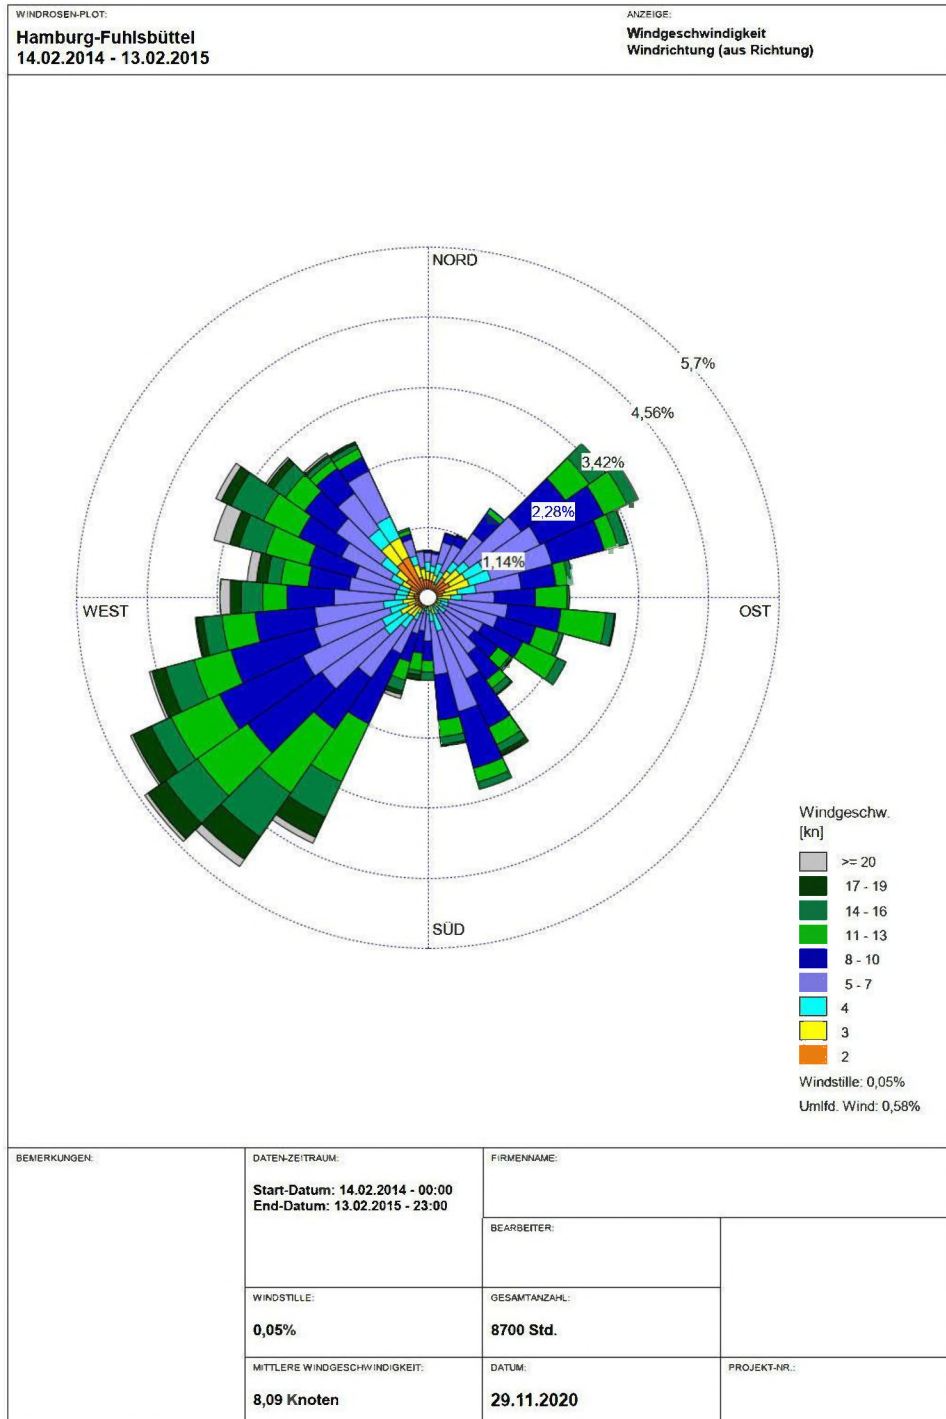 WINDROSEN-PLOT:
Hamburg-Fuhlsbüttel
14.02.2014 - 13.02.2015
ANZEIGE:
Windgeschwindigkeit
Windrichtung (aus Richtung)
NORD
5,7%
4,56%
3,42%
2,28%
1,14%
WEST
OST
SÜD
Windgeschw.
[kn]
>= 20
17 - 19
14 - 16
11 - 13
8 - 10
5 - 7
4
3
2
Windstille: 0,05%
Umlfd. Wind: 0,58%
BEMERKUNGEN:
DATEN-ZEITRAUM:
Start-Datum: 14.02.2014 - 00:00
End-Datum: 13.02.2015 - 23:00
FIRMENNAME:
BEARBEITER:
WINDSTILLE:
0,05%
GESAMTANZAHL:
8700 Std.
MITTLERE WINDGESCHWINDIGKEIT:
8,09 Knoten
DATUM:
29.11.2020
PROJEKT-NR.: